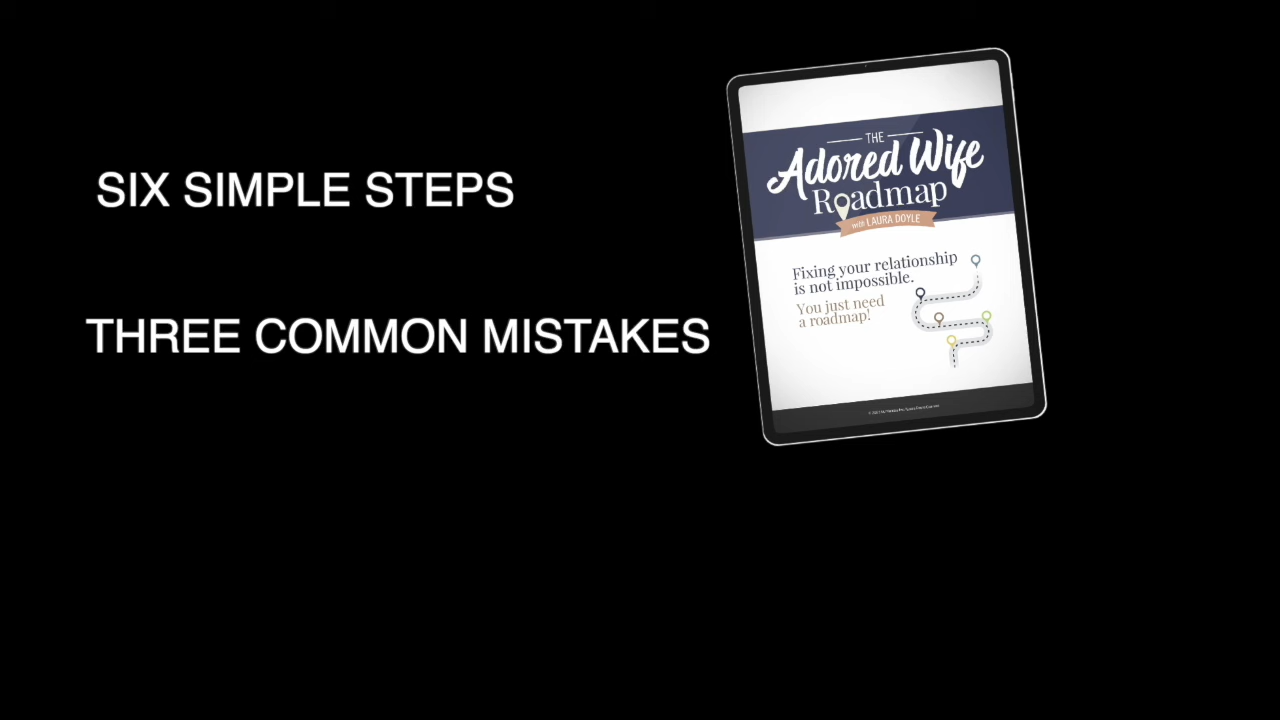 SIX SIMPLE STEPS
THREE COMMON MISTAKES
THE
Adored Wife
Roadmap
with LAURA DOYLE
Fixing your relationship
is not impossible.
You just need
a roadmap!